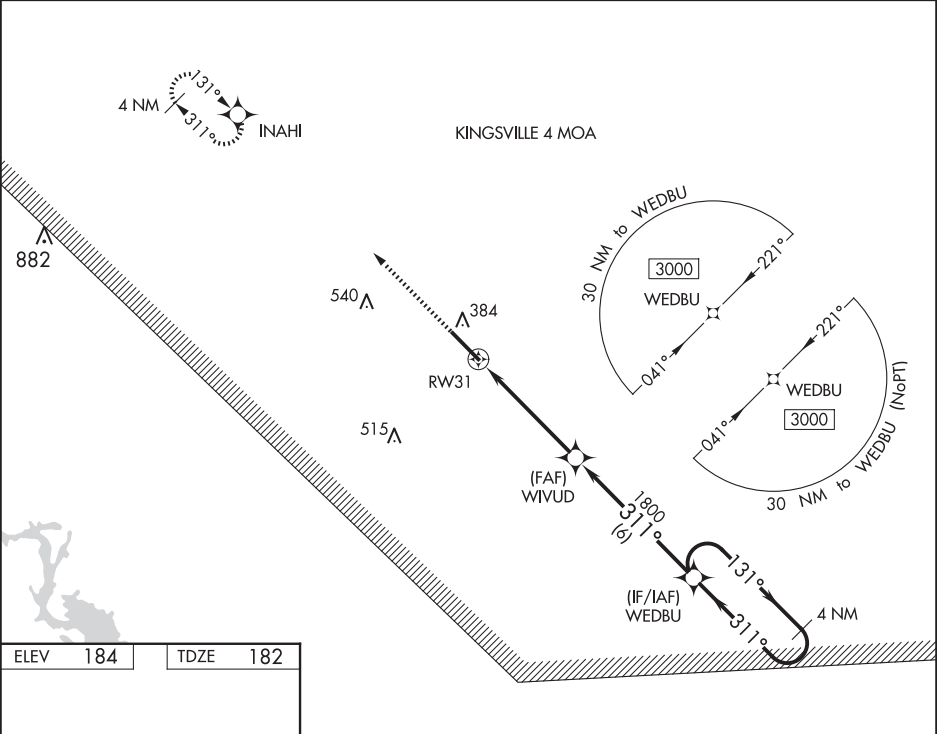 131°
4 NM
311°
INAHI
KINGSVILLE 4 MOA
882
30 NM to WEDBU
221°
3000
WEDBU
041°
540
384
RW31
221°
WEDBU
3000
041°
30 NM to WEDBU (NoPT)
515
(FAF)
WIVUD
1800
311°
(6)
131°
(IF/IAF)
WEDBU
4 NM
311°
ELEV 184 TDZE 182